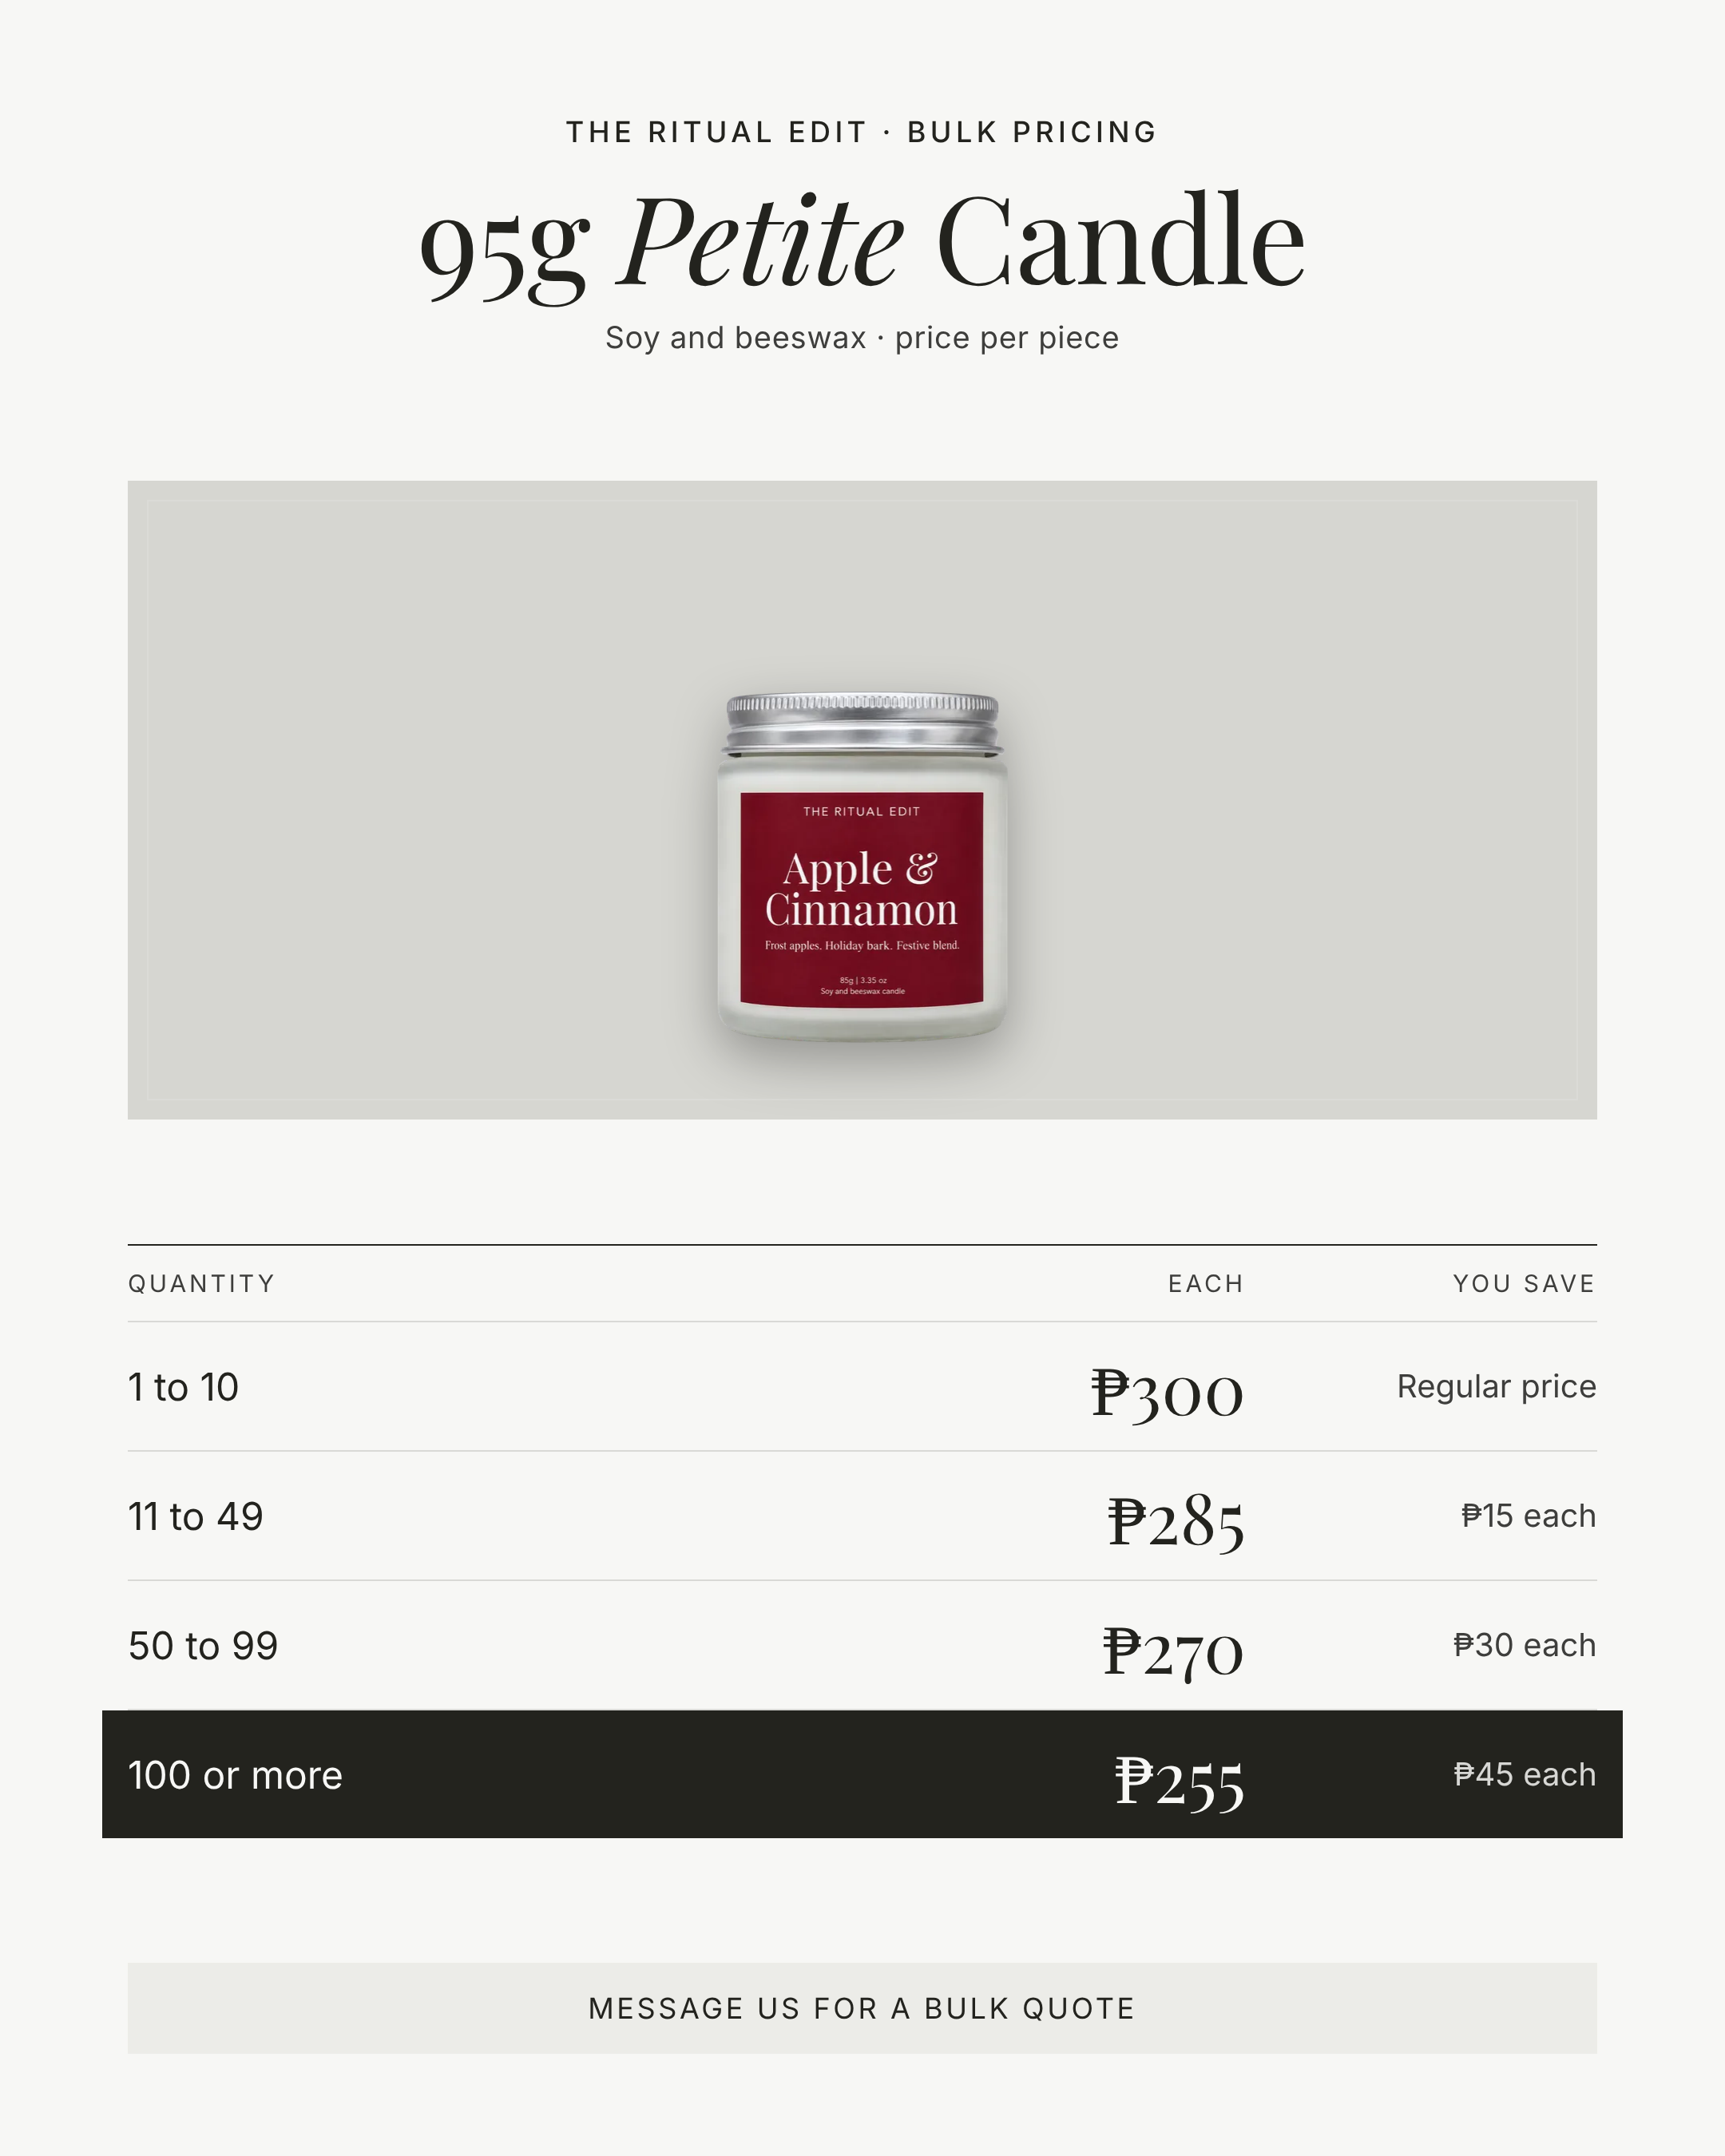 THE RITUAL EDIT · BULK PRICING
95g Petite Candle
Soy and beeswax · price per piece
THE RITUAL EDIT
Apple &
Cinnamon
Frost apples. Holiday bark. Festive blend.
85g | 3.35 oz
Soy and beeswax candle
QUANTITY EACH YOU SAVE
1 to 10 ₱300 Regular price
11 to 49 ₱285 ₱15 each
50 to 99 ₱270 ₱30 each
100 or more ₱255 ₱45 each
MESSAGE US FOR A BULK QUOTE